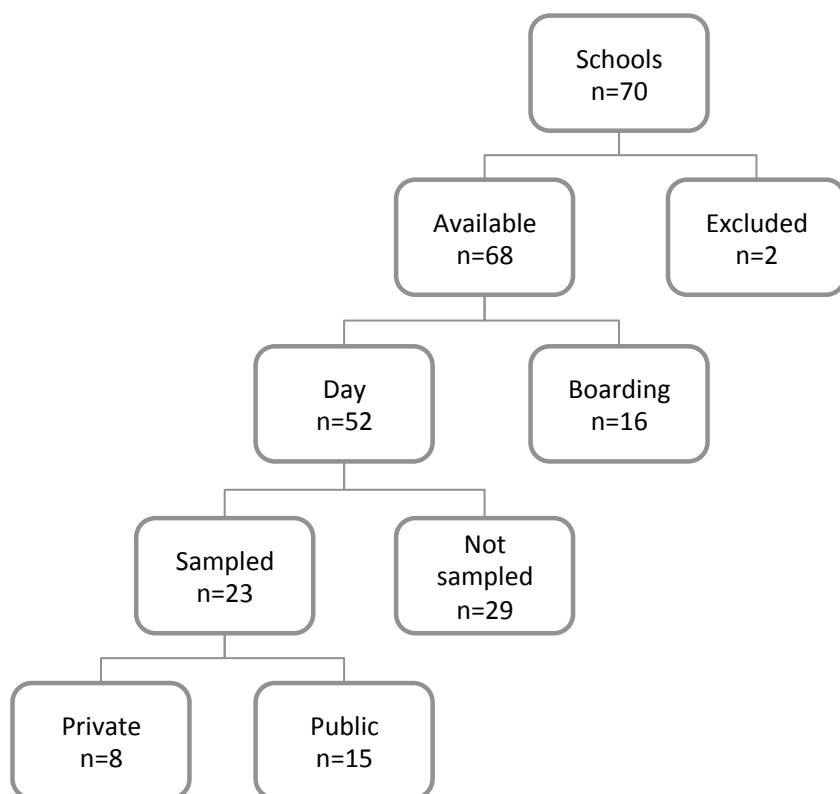 Schools
n=70
Available
n=68
Excluded
n=2
Day
n=52
Boarding
n=16
Sampled
n=23
Not
sampled
n=29
Private
n=8
Public
n=15